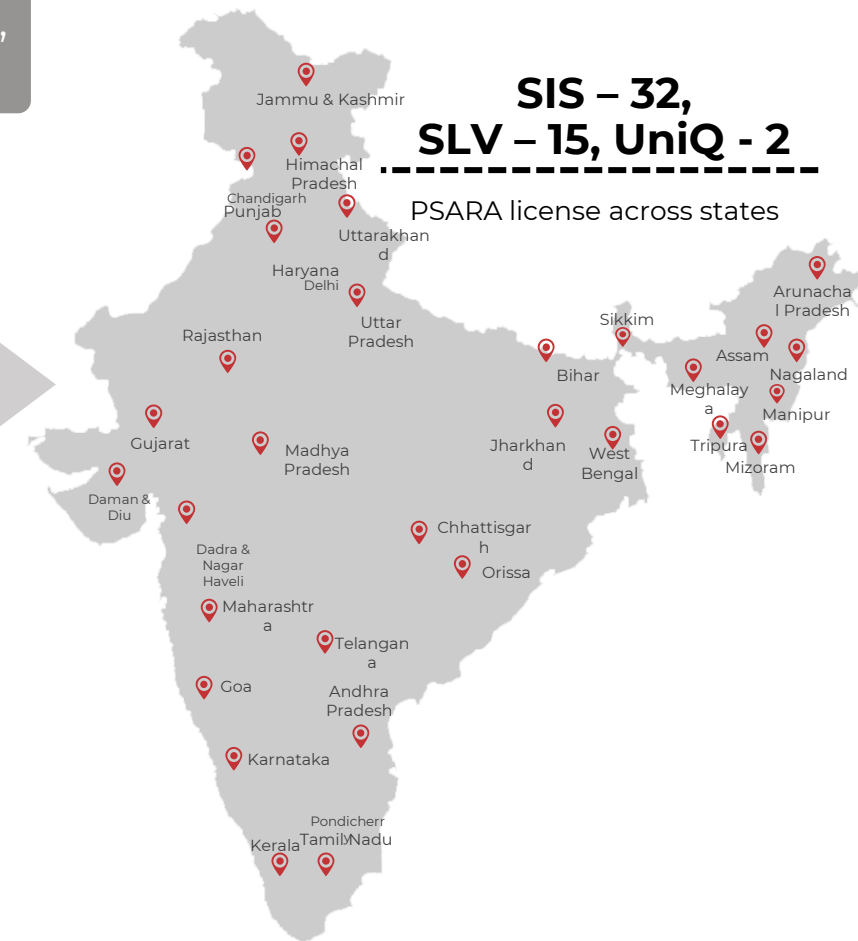 ,
SIS – 32,
SLV – 15, UniQ - 2
PSARA license across states
Jammu & Kashmir
Himachal
Pradesh
Chandigarh
Punjab
Uttarakhan
d
Haryana
Delhi
Uttar
Pradesh
Rajasthan
Sikkim
Arunacha
l Pradesh
Assam
Nagaland
Bihar
Meghalay
a
Manipur
Tripura
Mizoram
Gujarat
Madhya
Pradesh
Jharkhan
d
West
Bengal
Daman &
Diu
Chhattisgar
h
Orissa
Dadra &
Nagar
Haveli
Maharashtr
a
Telangan
a
Goa
Andhra
Pradesh
Karnataka
Pondicherr
y
Tamil Nadu
Kerala